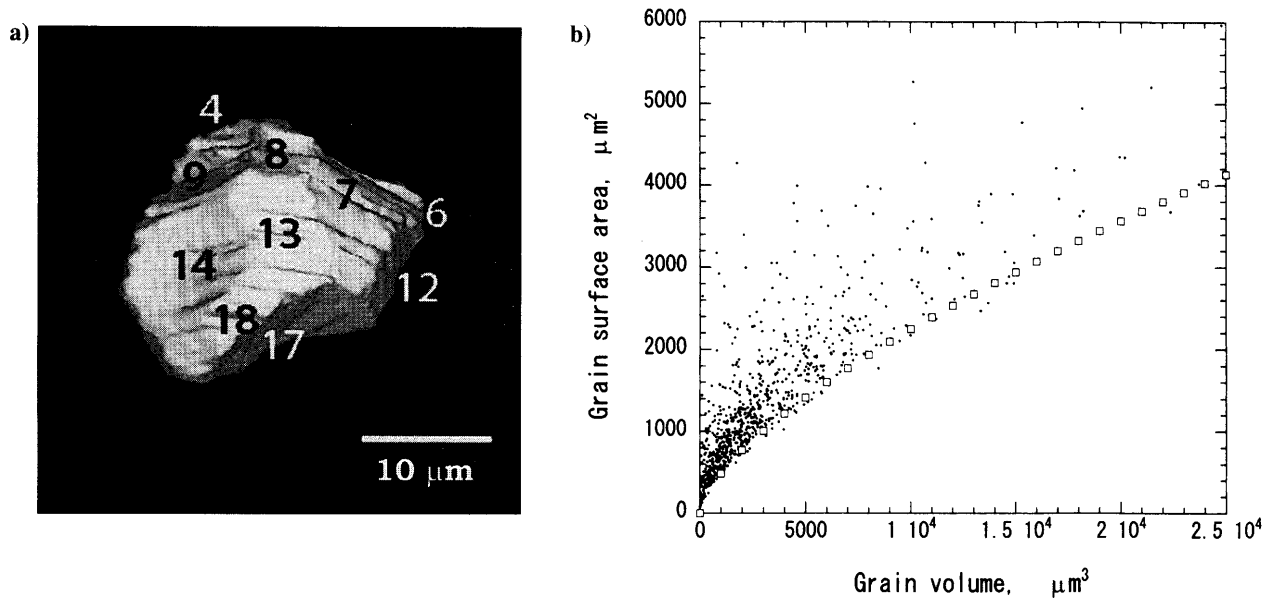 a)
4
8
9
7
6
13
14
12
18
17
10 μm
b)
Grain surface area, μm²
6000
5000
4000
3000
2000
1000
0
0 5000 1 10⁴ 1.5 10⁴ 2 10⁴ 2.5 10⁴
Grain volume, μm³